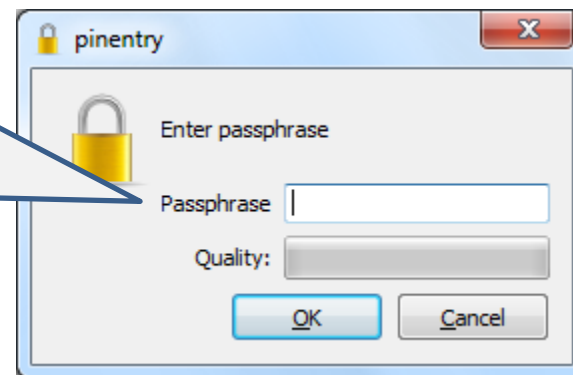 pinentry
Enter passphrase
Passphrase
Quality:
OK
Cancel